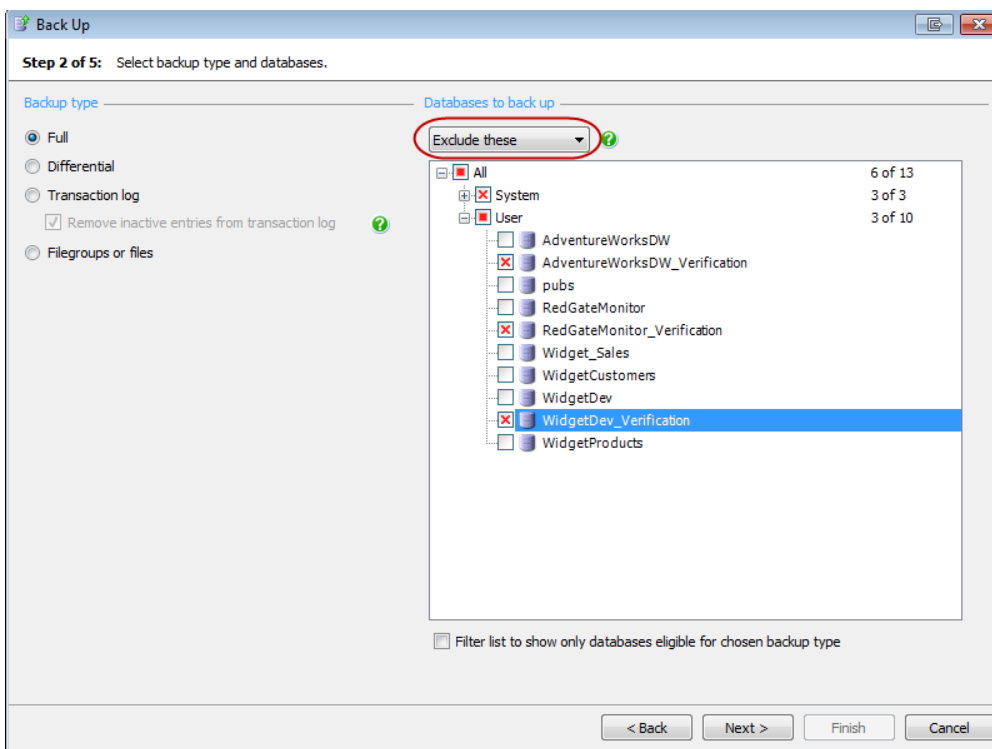 Back Up
Step 2 of 5: Select backup type and databases.
Backup type
Full
Differential
Transaction log
Remove inactive entries from transaction log
Filegroups or files
Databases to back up
Exclude these
All 6 of 13
System 3 of 3
User 3 of 10
AdventureWorksDW
AdventureWorksDW_Verification
pubs
RedGateMonitor
RedGateMonitor_Verification
Widget_Sales
WidgetCustomers
WidgetDev
WidgetDev_Verification
WidgetProducts
Filter list to show only databases eligible for chosen backup type
< Back Next > Finish Cancel